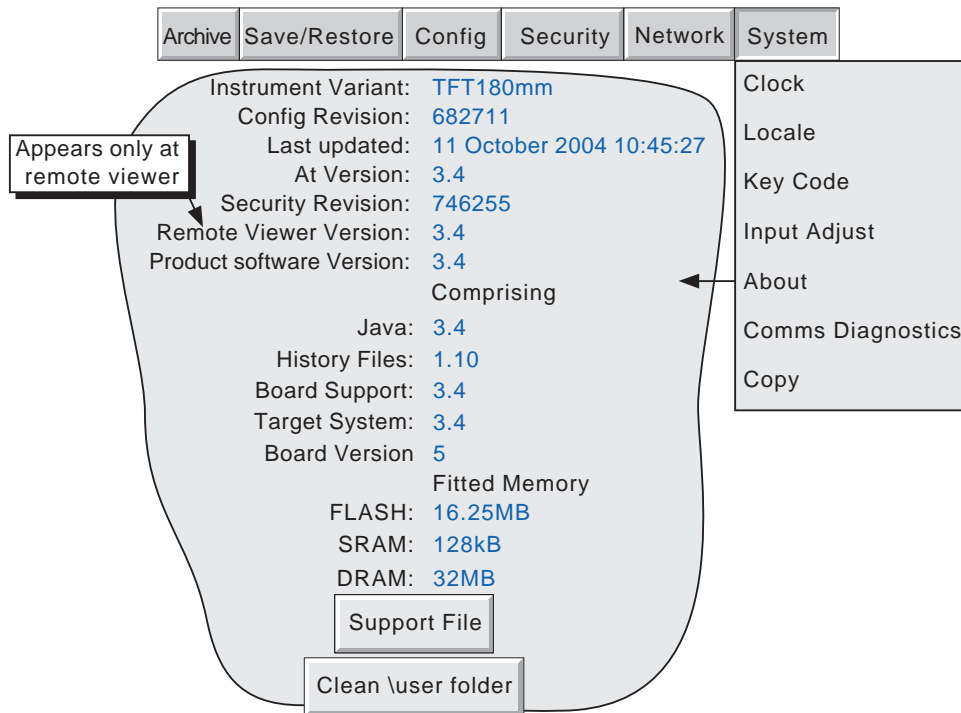 Archive Save/Restore Config Security Network System
Clock
Locale
Key Code
Input Adjust
About
Comms Diagnostics
Copy
Appears only at
remote viewer
Instrument Variant: TFT180mm
Config Revision: 682711
Last updated: 11 October 2004 10:45:27
At Version: 3.4
Security Revision: 746255
Remote Viewer Version: 3.4
Product software Version: 3.4
Comprising
Java: 3.4
History Files: 1.10
Board Support: 3.4
Target System: 3.4
Board Version 5
Fitted Memory
FLASH: 16.25MB
SRAM: 128kB
DRAM: 32MB
Support File
Clean \user folder